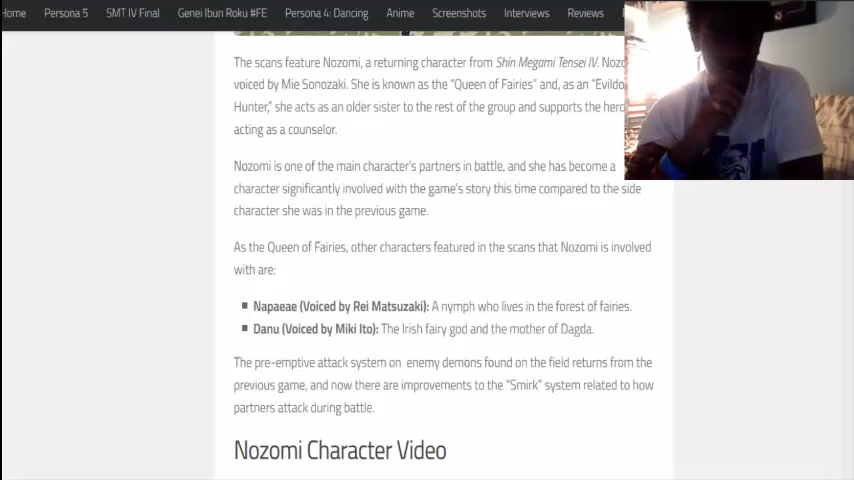 Home Persona 5 SMT IV Final Genei Ibun Roku #FE Persona 4: Dancing Anime Screenshots Interviews Reviews
The scans feature Nozomi, a returning character from Shin Megami Tensei IV.
voiced by Mie Sonozaki. She is known as the “Queen of Fairies” and, as an
Hunter,” she acts as an older sister to the rest of the group and supports the
acting as a counselor.
Nozomi is one of the main character’s partners in battle, and she has become a
character significantly involved with the game’s story this time compared to the side
character she was in the previous game.
As the Queen of Fairies, other characters featured in the scans that Nozomi is involved
with are:
Napaeae (Voiced by Rei Matsuzaki): A nymph who lives in the forest of fairies.
Danu (Voiced by Miki Ito): The Irish fairy god and the mother of Dagda.
The pre-emptive attack system on enemy demons found on the field returns from the
previous game, and now there are improvements to the “Smirk” system related to how
partners attack during battle.
Nozomi Character Video